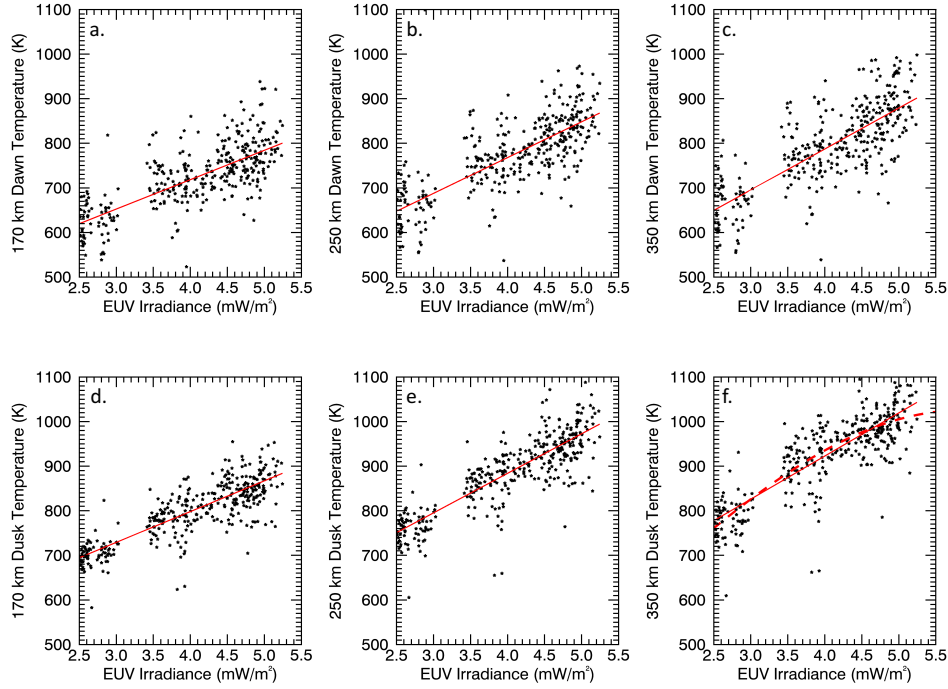 a.
1100
1000
900
800
700
600
500
170 km Dawn Temperature (K)
2.5 3.0 3.5 4.0 4.5 5.0 5.5
EUV Irradiance (mW/m²)
b.
1100
1000
900
800
700
600
500
250 km Dawn Temperature (K)
2.5 3.0 3.5 4.0 4.5 5.0 5.5
EUV Irradiance (mW/m²)
c.
1100
1000
900
800
700
600
500
350 km Dawn Temperature (K)
2.5 3.0 3.5 4.0 4.5 5.0 5.5
EUV Irradiance (mW/m²)
d.
1100
1000
900
800
700
600
500
170 km Dusk Temperature (K)
2.5 3.0 3.5 4.0 4.5 5.0 5.5
EUV Irradiance (mW/m²)
e.
1100
1000
900
800
700
600
500
250 km Dusk Temperature (K)
2.5 3.0 3.5 4.0 4.5 5.0 5.5
EUV Irradiance (mW/m²)
f.
1100
1000
900
800
700
600
500
350 km Dusk Temperature (K)
2.5 3.0 3.5 4.0 4.5 5.0 5.5
EUV Irradiance (mW/m²)